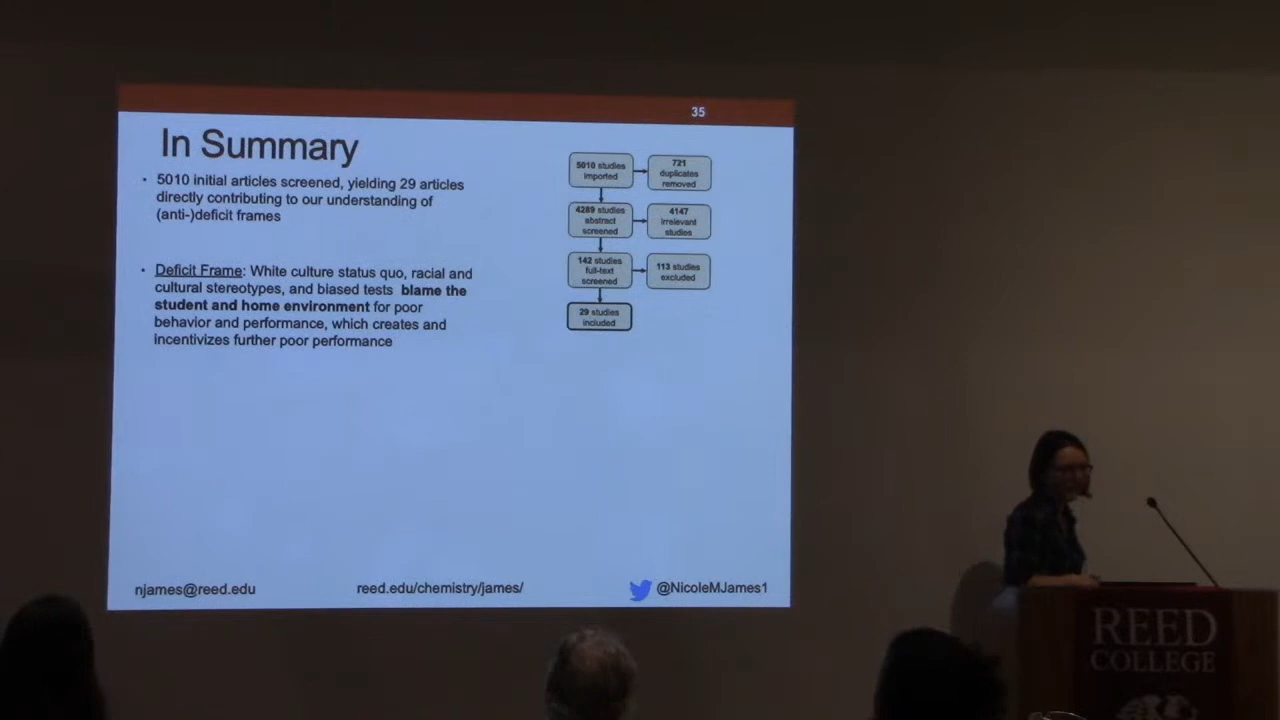 35
In Summary
• 5010 initial articles screened, yielding 29 articles
directly contributing to our understanding of
(anti-)deficit frames
• Deficit Frame: White culture status quo, racial and
cultural stereotypes, and biased tests blame the
student and home environment for poor
behavior and performance, which creates and
incentivizes further poor performance
5010 studies
imported
721
duplicates
removed
4289 studies
abstract
screened
4147
irrelevant
studies
142 studies
full-text
screened
113 studies
excluded
29 studies
included
njames@reed.edu
reed.edu/chemistry/james/
@NicoleMJames1
REED
COLLEGE